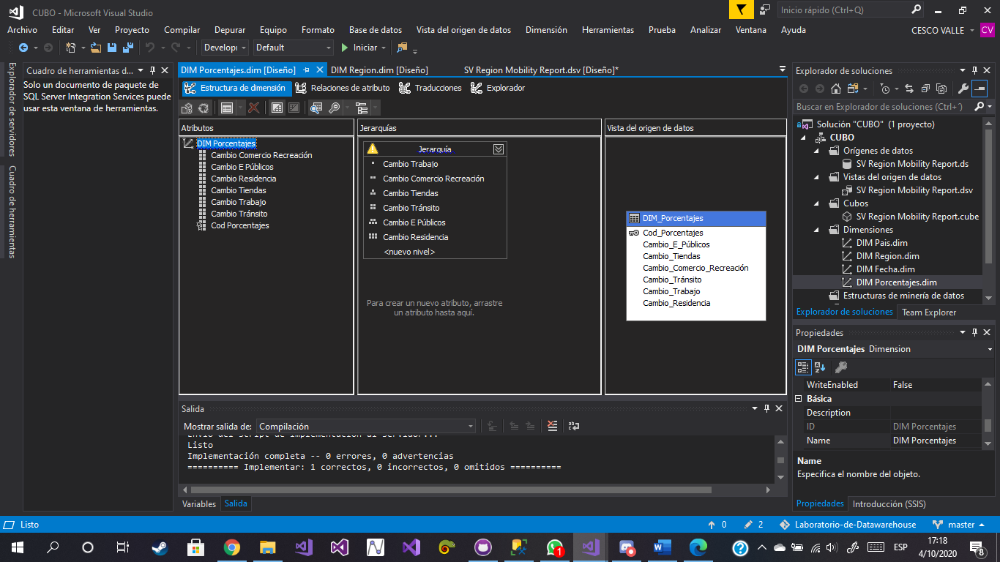 CUBO - Microsoft Visual Studio
Inicio rápido (Ctrl+Q)
Archivo Editar Ver Proyecto Compilar Depurar Equipo Formato Base de datos Vista del origen de datos Dimensión Herramientas Prueba Analizar Ventana Ayuda
CESCO VALLE CV
Developi Default Iniciar
Explorador de servidores
Cuadro de herramientas
Cuadro de herramientas d...
Solo un documento de paquete de
SQL Server Integration Services puede
usar esta ventana de herramientas.
DIM Porcentajes.dim [Diseño] DIM Region.dim [Diseño] SV Region Mobility Report.dsv [Diseño]*
Estructura de dimensión Relaciones de atributo Traducciones Explorador
Atributos
DIM Porcentajes
Cambio Comercio Recreación
Cambio E Públicos
Cambio Residencia
Cambio Tiendas
Cambio Trabajo
Cambio Tránsito
Cod Porcentajes
Jerarquías
Jerarquía
Cambio Trabajo
Cambio Comercio Recreación
Cambio Tiendas
Cambio Tránsito
Cambio E Públicos
Cambio Residencia
<nuevo nivel>
Para crear un nuevo atributo, arrastre
un atributo hasta aquí.
Vista del origen de datos
DIM_Porcentajes
Cod_Porcentajes
Cambio_E_Públicos
Cambio_Tiendas
Cambio_Comercio_Recreación
Cambio_Tránsito
Cambio_Trabajo
Cambio_Residencia
Salida
Mostrar salida de: Compilación
Envío del script de implementación al servidor...
Listo
Implementación completa -- 0 errores, 0 advertencias
========== Implementar: 1 correctos, 0 incorrectos, 0 omitidos ==========
Variables Salida
Explorador de soluciones
Buscar en Explorador de soluciones (Ctrl+´)
Solución "CUBO" (1 proyecto)
CUBO
Orígenes de datos
SV Region Mobility Report.ds
Vistas del origen de datos
SV Region Mobility Report.dsv
Cubos
SV Region Mobility Report.cube
Dimensiones
DIM Pais.dim
DIM Region.dim
DIM Fecha.dim
DIM Porcentajes.dim
Estructuras de minería de datos
Explorador de soluciones Team Explorer
Propiedades
DIM Porcentajes Dimension
WriteEnabled False
Básica
Description
ID DIM Porcentajes
Name DIM Porcentajes
Name
Especifica el nombre del objeto.
Propiedades Introducción (SSIS)
Listo
0 2 Laboratorio-de-Datawarehouse master
1
ESP
17:18
4/10/2020
8